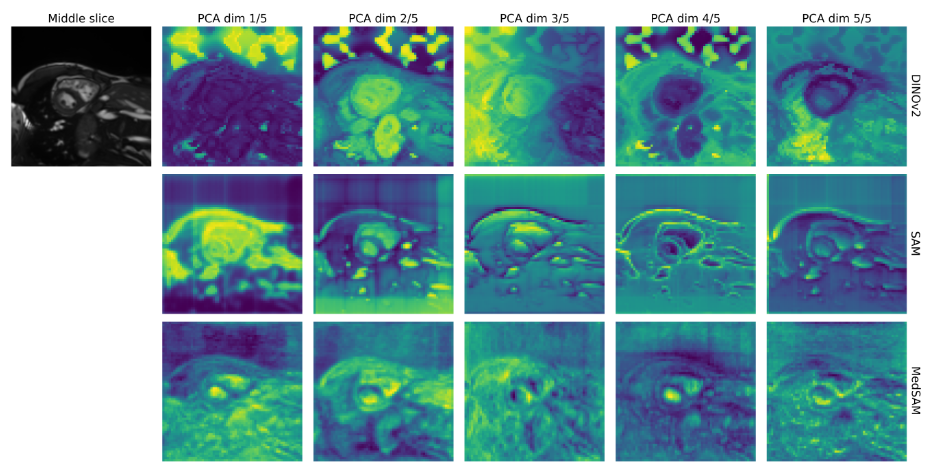 Middle slice
PCA dim 1/5
PCA dim 2/5
PCA dim 3/5
PCA dim 4/5
PCA dim 5/5
DINOv2
SAM
MedSAM